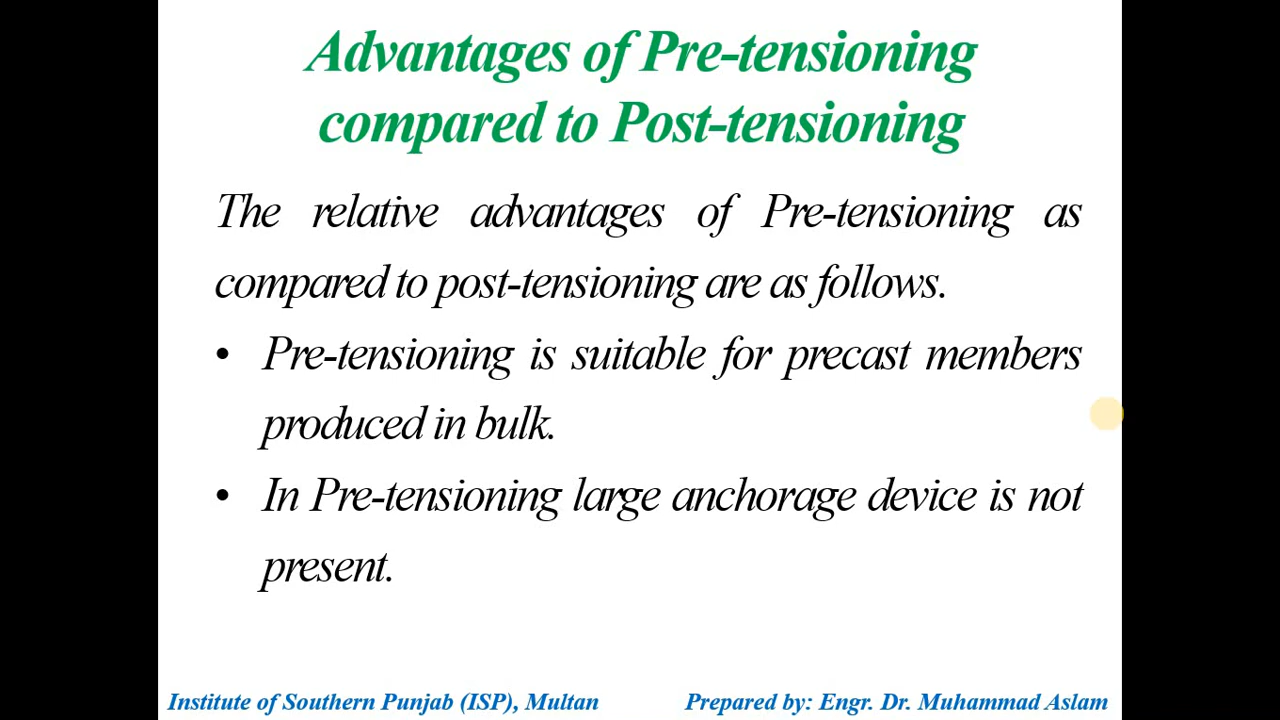 Advantages of Pre-tensioning
compared to Post-tensioning
The relative advantages of Pre-tensioning as
compared to post-tensioning are as follows.
• Pre-tensioning is suitable for precast members
produced in bulk.
• In Pre-tensioning large anchorage device is not
present.
Institute of Southern Punjab (ISP), Multan Prepared by: Engr. Dr. Muhammad Aslam